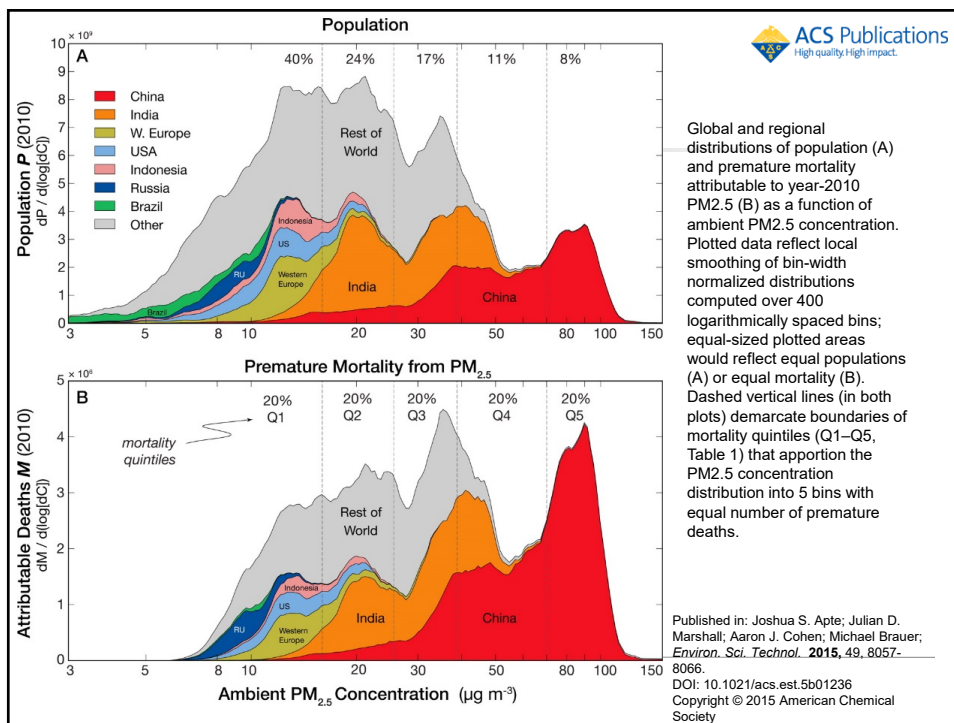 Population
10 x 10⁹
A
40% 24% 17% 11% 8%
9
8
7
6
5
4
3
2
1
0
Population P (2010)
dP / d(log[dC])
China
India
W. Europe
USA
Indonesia
Russia
Brazil
Other
Rest of
World
Indonesia
US
RU
Western
Europe
Brazil
India
China
3 5 10 20 30 50 80 100 150
ACS Publications
High quality. High impact.
A C S
Global and regional
distributions of population (A)
and premature mortality
attributable to year-2010
PM2.5 (B) as a function of
ambient PM2.5 concentration.
Plotted data reflect local
smoothing of bin-width
normalized distributions
computed over 400
logarithmically spaced bins;
equal-sized plotted areas
would reflect equal populations
(A) or equal mortality (B).
Dashed vertical lines (in both
plots) demarcate boundaries of
mortality quintiles (Q1–Q5,
Table 1) that apportion the
PM2.5 concentration
distribution into 5 bins with
equal number of premature
deaths.
Premature Mortality from PM₂.₅
5 x 10⁶
B
20% 20% 20% 20% 20%
Q1 Q2 Q3 Q4 Q5
mortality
quintiles
4
3
2
1
0
Attributable Deaths M (2010)
dM / d(log[dC])
Rest of
World
Indonesia
US
RU
Western
Europe
India
China
3 5 10 20 30 50 80 100 150
Ambient PM₂.₅ Concentration (µg m⁻³)
Published in: Joshua S. Apte; Julian D.
Marshall; Aaron J. Cohen; Michael Brauer;
Environ. Sci. Technol. 2015, 49, 8057-
8066.
DOI: 10.1021/acs.est.5b01236
Copyright © 2015 American Chemical
Society